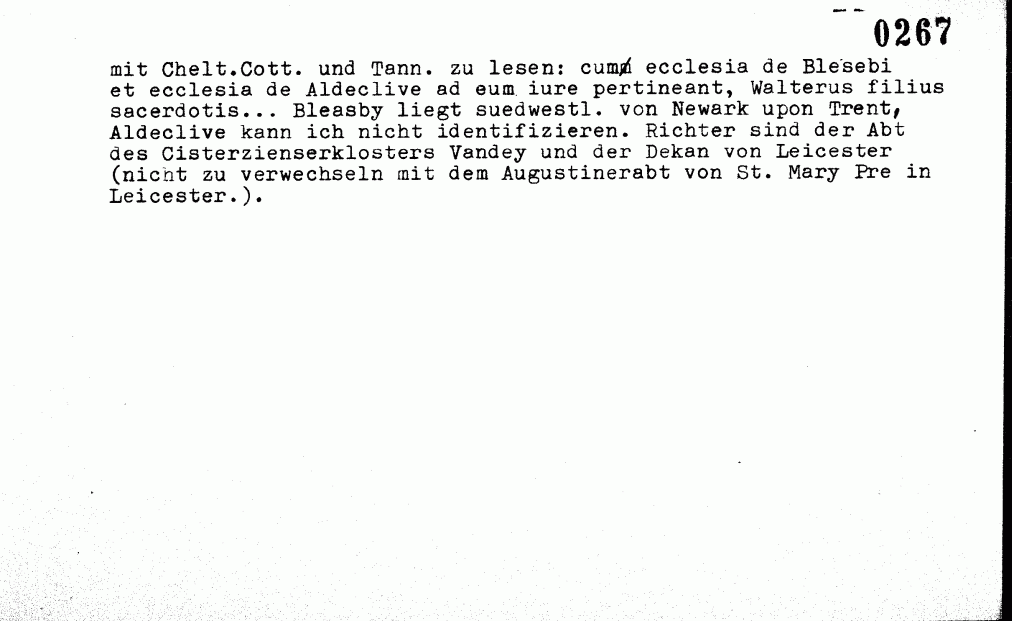 0267
mit Chelt.Cott. und Tann. zu lesen: cum ecclesia de Blesebi
et ecclesia de Aldeclive ad eum iure pertineant, Walterus filius
sacerdotis... Bleasby liegt suedwestl. von Newark upon Trent,
Aldeclive kann ich nicht identifizieren. Richter sind der Abt
des Cisterzienserklosters Vandey und der Dekan von Leicester
(nicht zu verwechseln mit dem Augustinerabt von St. Mary Pre in
Leicester.).